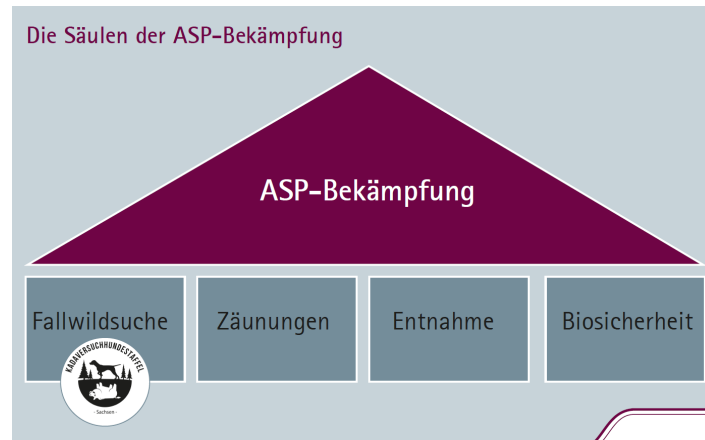 Die Säulen der ASP-Bekämpfung
ASP-Bekämpfung
Fallwildsuche
Zäunungen
Entnahme
Biosicherheit
KADAVERSUCHHUNDESTAFFEL
- Sachsen -